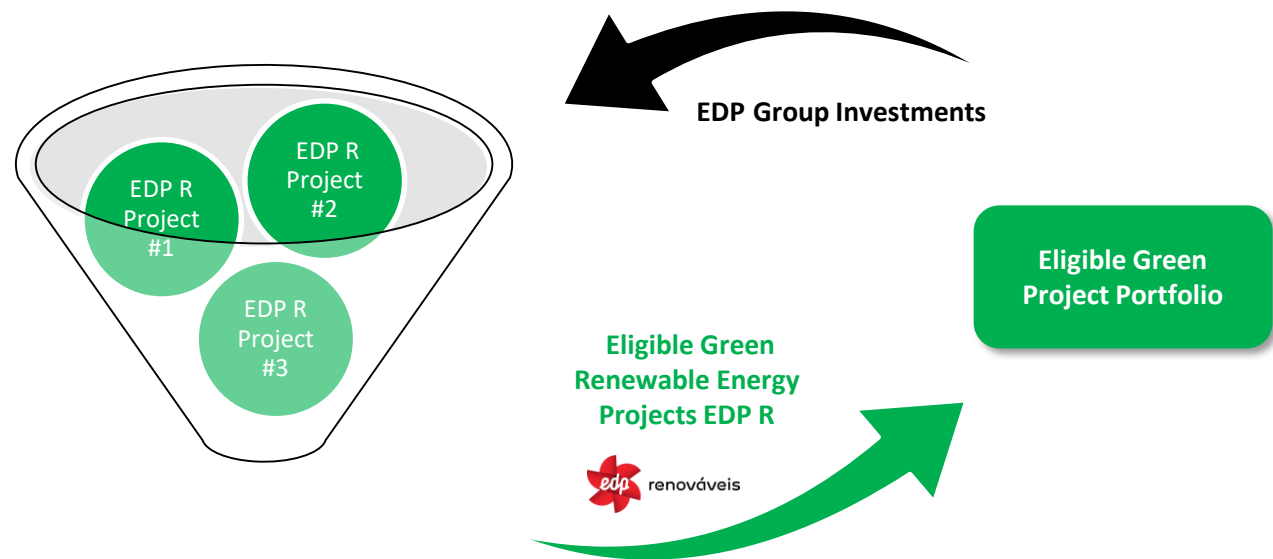 EDP R
Project
#1
EDP R
Project
#2
EDP R
Project
#3
EDP Group Investments
Eligible Green
Project Portfolio
Eligible Green
Renewable Energy
Projects EDP R
edp renováveis